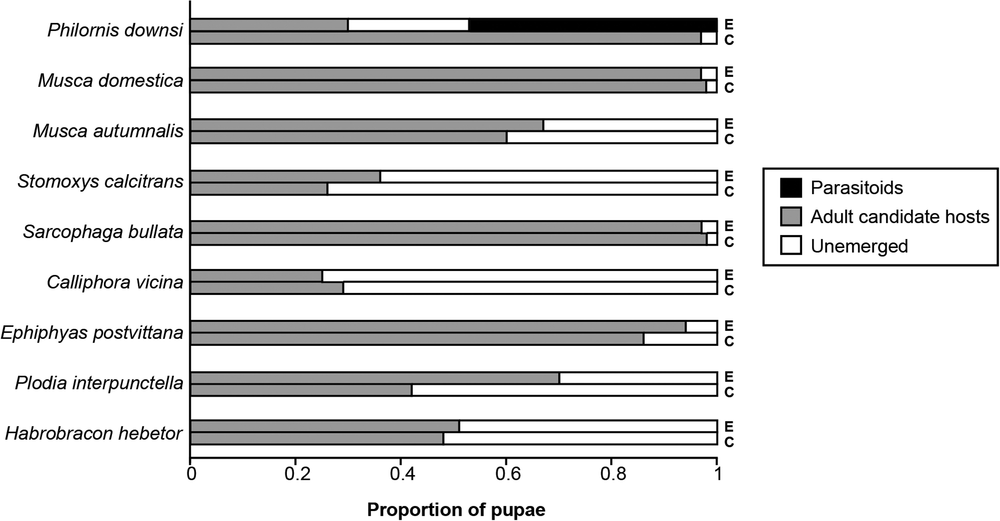 Philornis downsi
E
C
Musca domestica
E
C
Musca autumnalis
E
C
Stomoxys calcitrans
E
C
Sarcophaga bullata
E
C
Calliphora vicina
E
C
Ephiphyas postvittana
E
C
Plodia interpunctella
E
C
Habrobracon hebetor
E
C
Parasitoids
Adult candidate hosts
Unemerged
0 0.2 0.4 0.6 0.8 1
Proportion of pupae